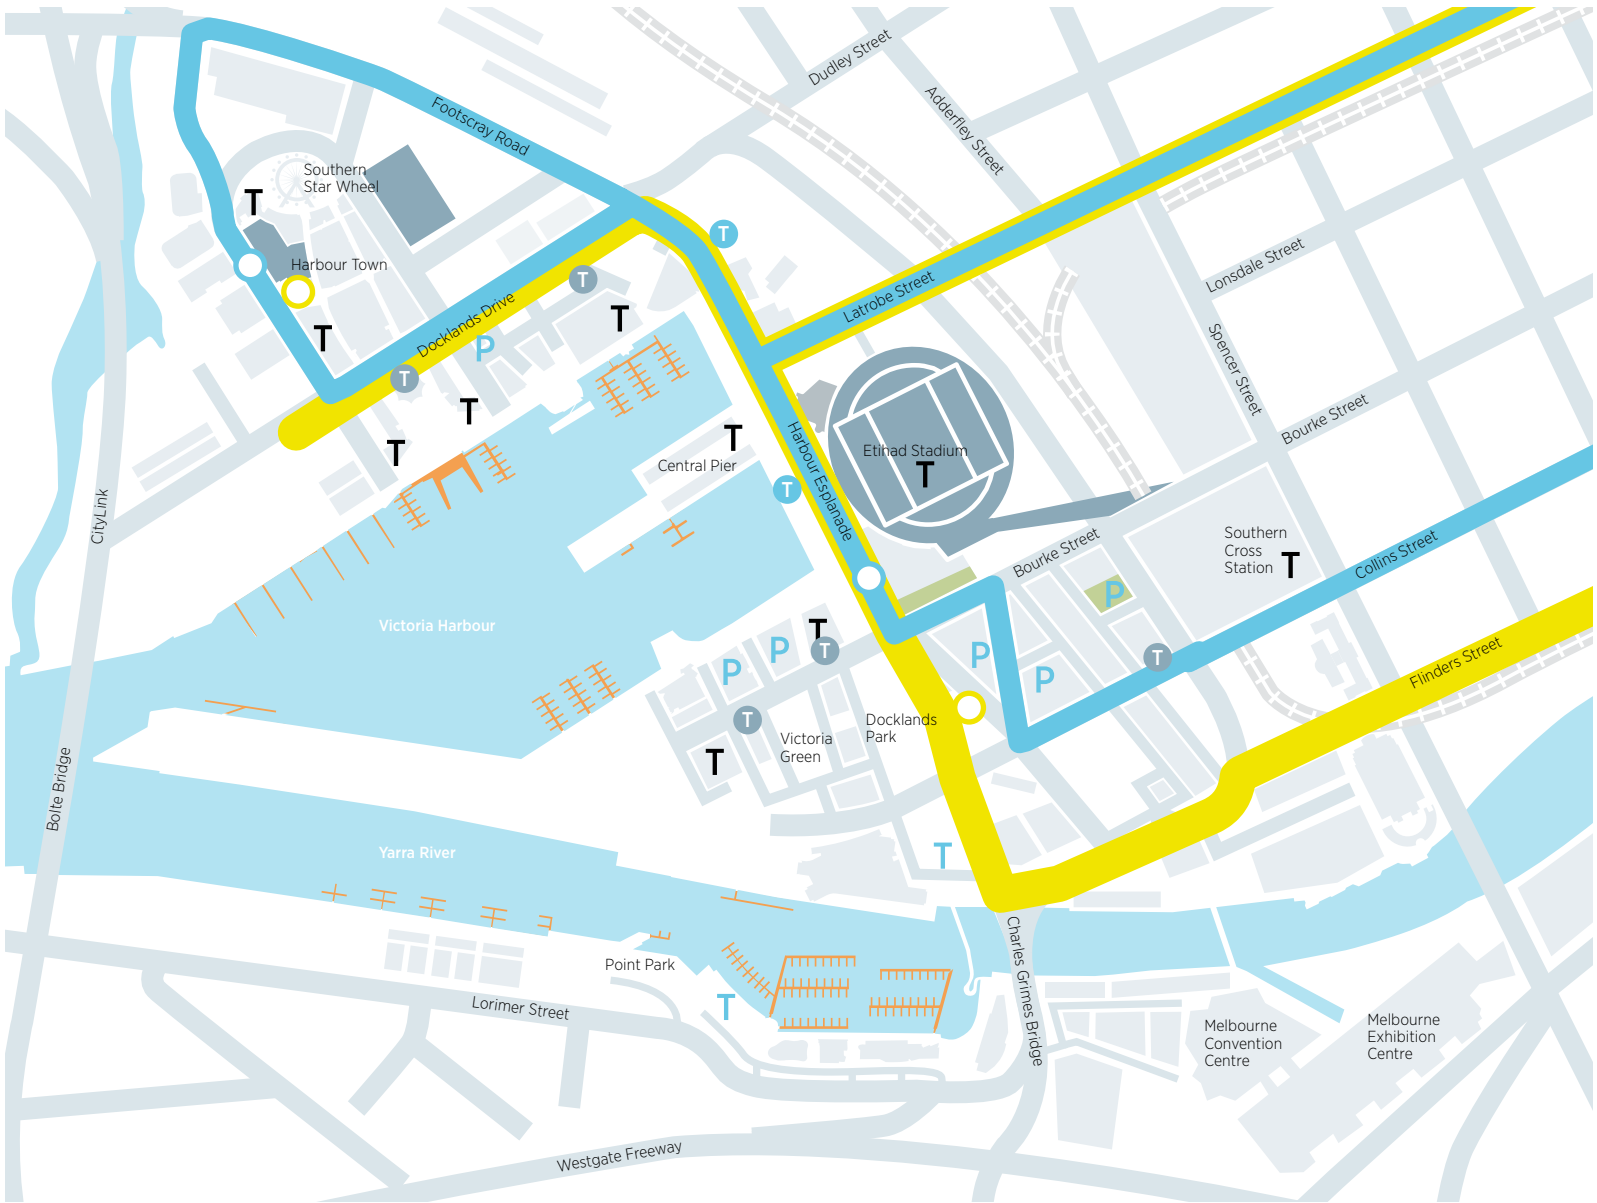 Dudley Street
Adderfley Street
Footscray Road
Southern
Star Wheel
T
T
Harbour Town
T
Lonsdale Street
Latrobe Street
T
T
Docklands Drive
T
P
Spencer Street
T
T
Bourke Street
T
Harbour Esplanade
T
Central Pier
Etihad Stadium
T
T
CityLink
Bourke Street
Southern
Cross
Station
T
Collins Street
P
Victoria Harbour
T
T
P
P
P
P
T
Flinders Street
T
Docklands
Park
Victoria
Green
T
Bolte Bridge
Yarra River
T
Charles Grimes Bridge
Point Park
T
Lorimer Street
Melbourne
Convention
Centre
Melbourne
Exhibition
Centre
Westgate Freeway